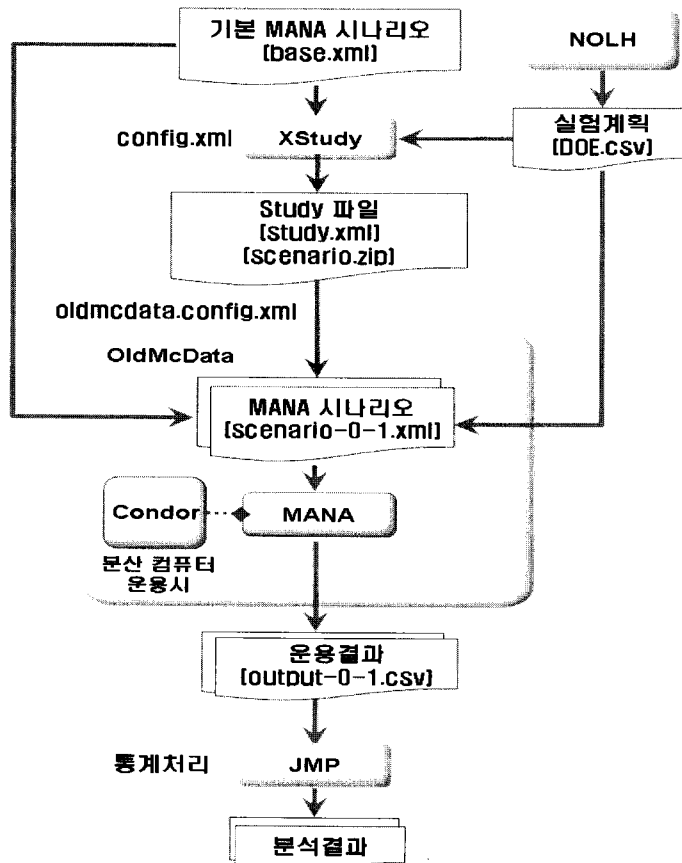 기본 MANA 시나리오
(base.xml)
NOLH
config.xml
XStudy
실험계획
(DOE.csv)
Study 파일
(study.xml)
(scenario.zip)
oldmcdata.config.xml
OldMcData
MANA 시나리오
(scenario-0-1.xml)
Condor
MANA
분산 컴퓨터
운용시
운용결과
(output-0-1.csv)
통계처리
JMP
분석결과